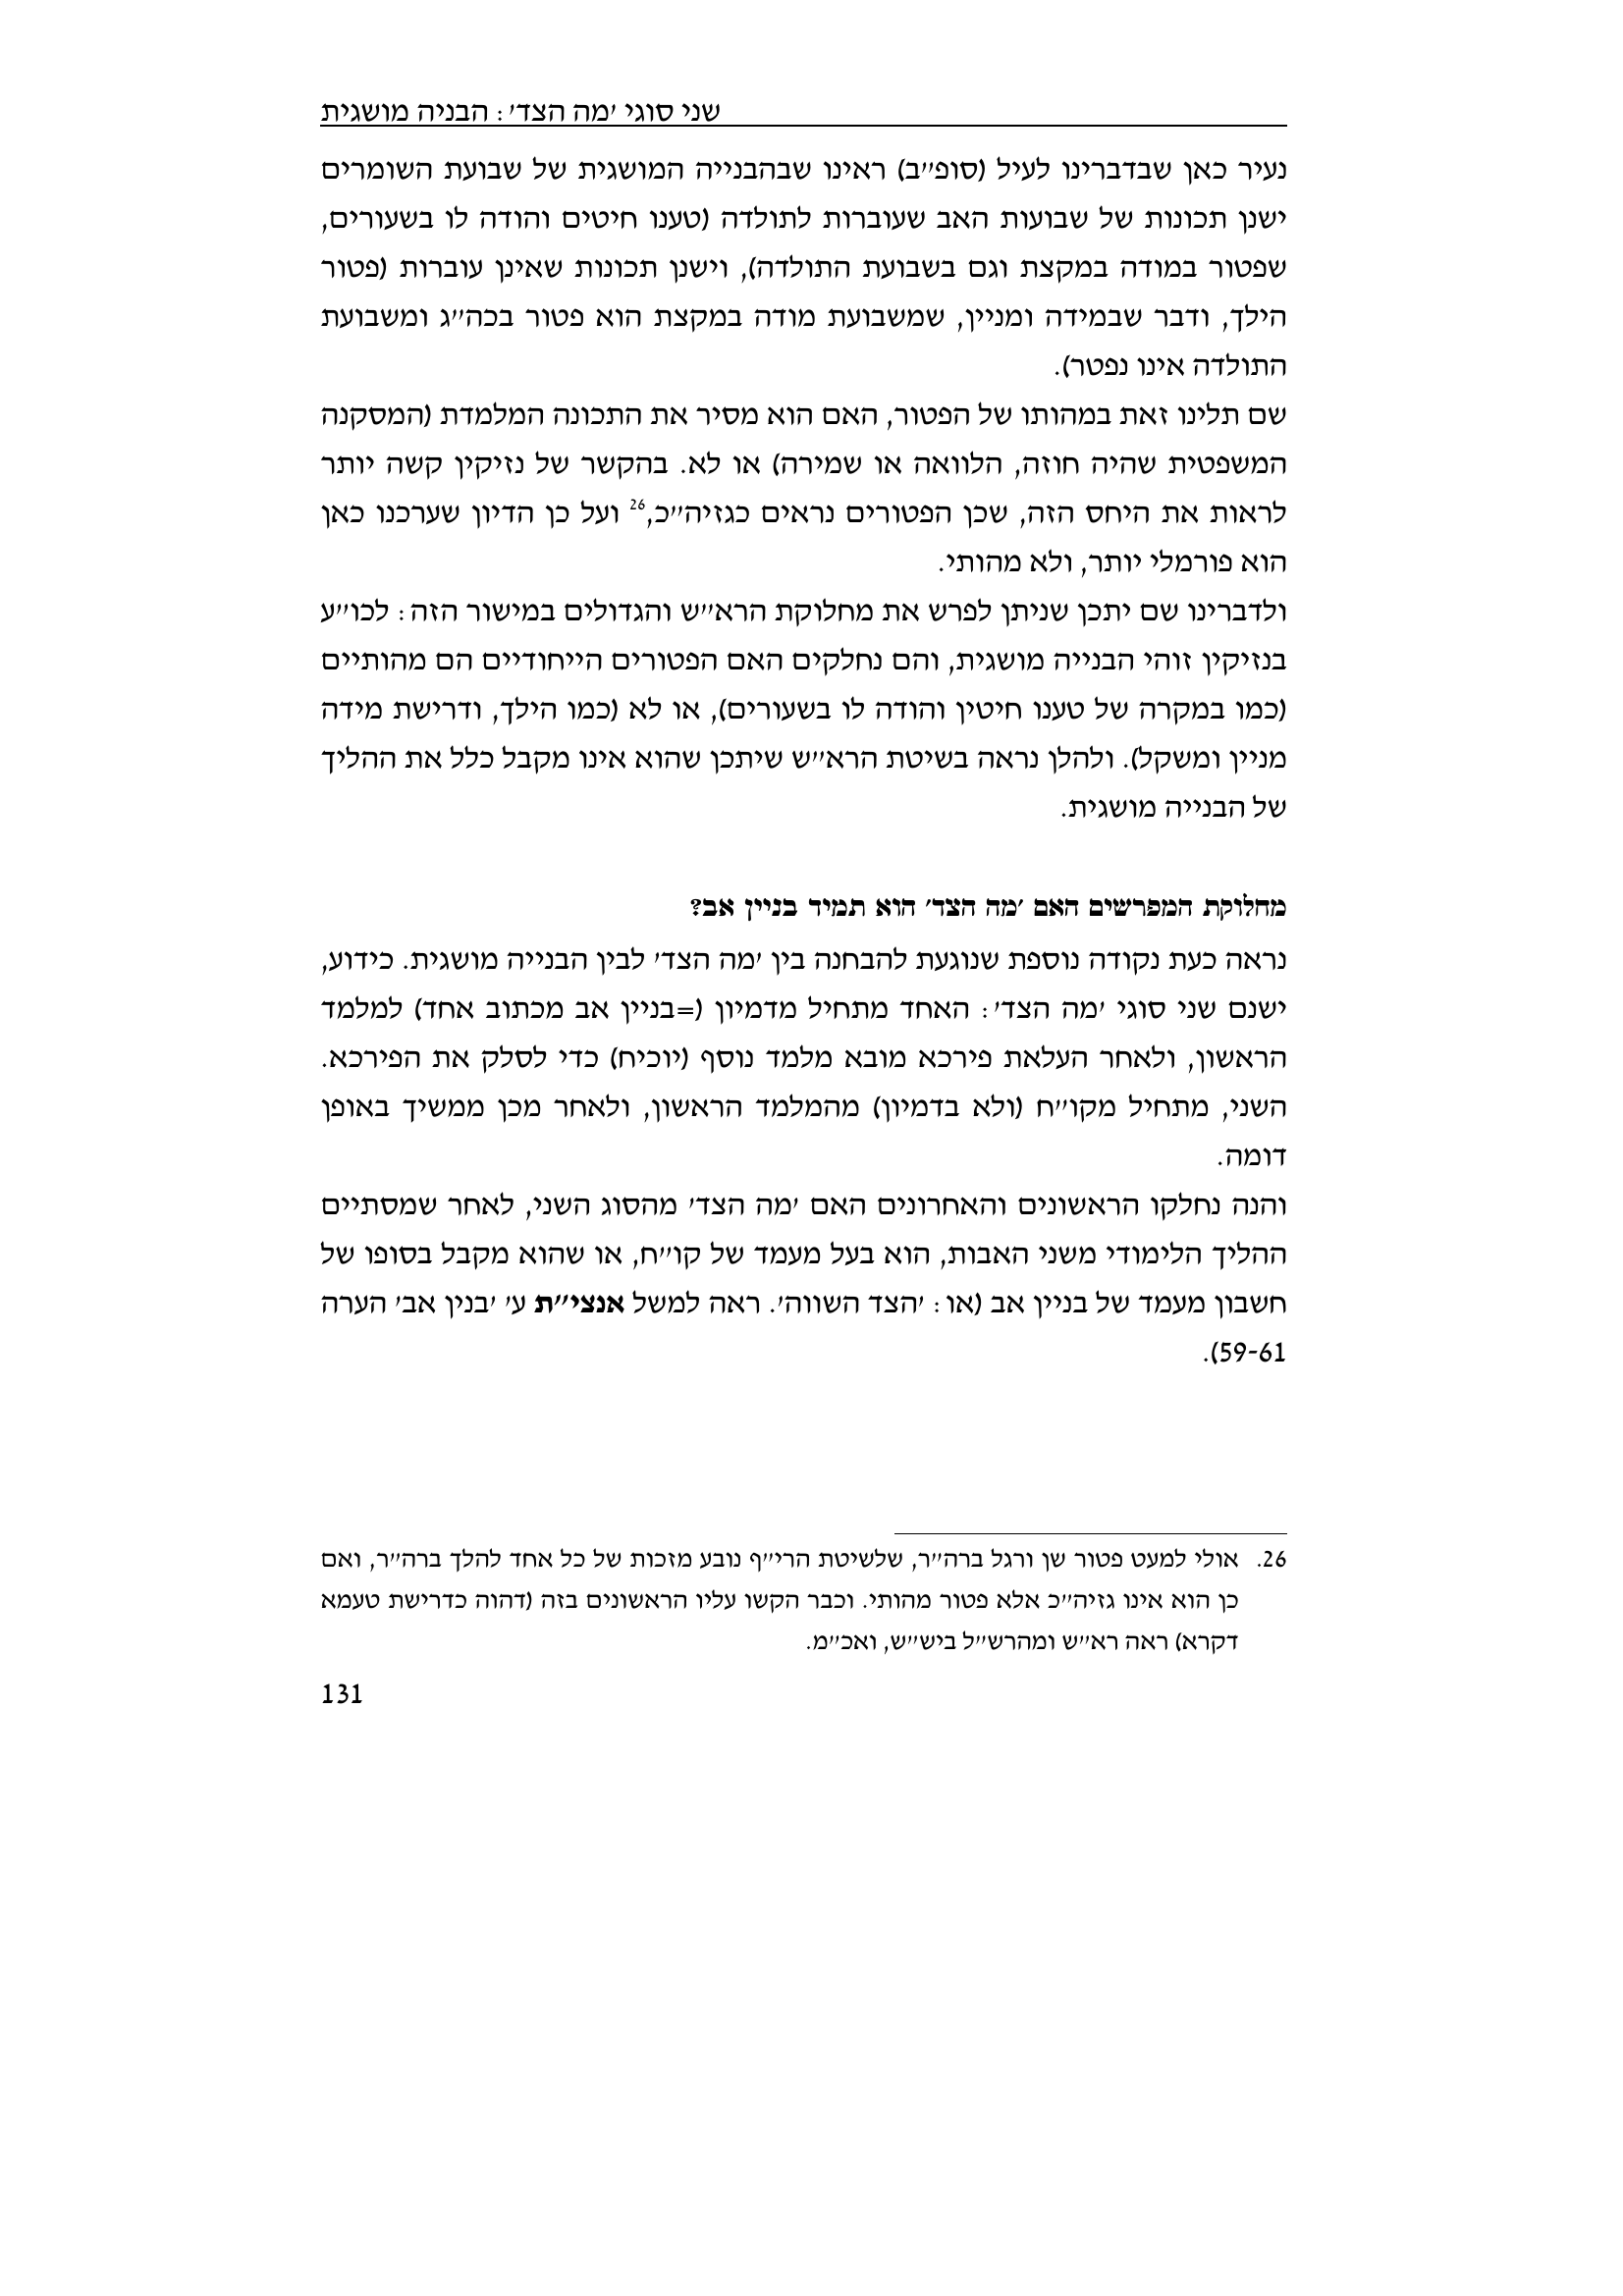 שני סוגי 'מה הצד': הבניה מושגית
נעיר כאן שבדברינו לעיל (סופ"ב) ראינו שבהבנייה המושגית של שבועת השומרים
ישנן תכונות של שבועות האב שעוברות לתולדה (טענו חיטים והודה לו בשעורים,
שפטור במודה במקצת וגם בשבועת התולדה), וישנן תכונות שאינן עוברות (פטור
הילך, ודבר שבמידה ומניין, שמשבועת מודה במקצת הוא פטור בכה"ג ומשבועת
התולדה אינו נפטר).
שם תלינו זאת במהותו של הפטור, האם הוא מסיר את התכונה המלמדת (המסקנה
המשפטית שהיה חוזה, הלוואה או שמירה) או לא. בהקשר של נזיקין קשה יותר
לראות את היחס הזה, שכן הפטורים נראים כגזיה"כ,26 ועל כן הדיון שערכנו כאן
הוא פורמלי יותר, ולא מהותי.
ולדברינו שם יתכן שניתן לפרש את מחלוקת הרא"ש והגדולים במישור הזה: לכו"ע
בנזיקין זוהי הבנייה מושגית, והם נחלקים האם הפטורים הייחודיים הם מהותיים
(כמו במקרה של טענו חיטין והודה לו בשעורים), או לא (כמו הילך, ודרישת מידה
מניין ומשקל). ולהלן נראה בשיטת הרא"ש שיתכן שהוא אינו מקבל כלל את ההליך
של הבנייה מושגית.
מחלוקת המפרשים האם 'מה הצד' הוא תמיד בניין אב?
נראה כעת נקודה נוספת שנוגעת להבחנה בין 'מה הצד' לבין הבנייה מושגית. כידוע,
ישנם שני סוגי 'מה הצד': האחד מתחיל מדמיון (=בניין אב מכתוב אחד) למלמד
הראשון, ולאחר העלאת פירכא מובא מלמד נוסף (יוכיח) כדי לסלק את הפירכא.
השני, מתחיל מקו"ח (ולא בדמיון) מהמלמד הראשון, ולאחר מכן ממשיך באופן
דומה.
והנה נחלקו הראשונים והאחרונים האם 'מה הצד' מהסוג השני, לאחר שמסתיים
ההליך הלימודי משני האבות, הוא בעל מעמד של קו"ח, או שהוא מקבל בסופו של
חשבון מעמד של בניין אב (או: 'הצד השווה'. ראה למשל אנצי"ת ע' 'בנין אב' הערה
59-61).
26. אולי למעט פטור שן ורגל ברה"ר, שלשיטת הרי"ף נובע מזכות של כל אחד להלך ברה"ר, ואם
כן הוא אינו גזיה"כ אלא פטור מהותי. וכבר הקשו עליו הראשונים בזה (דהוה כדרישת טעמא
דקרא) ראה רא"ש ומהרש"ל ביש"ש, ואכ"מ.
131